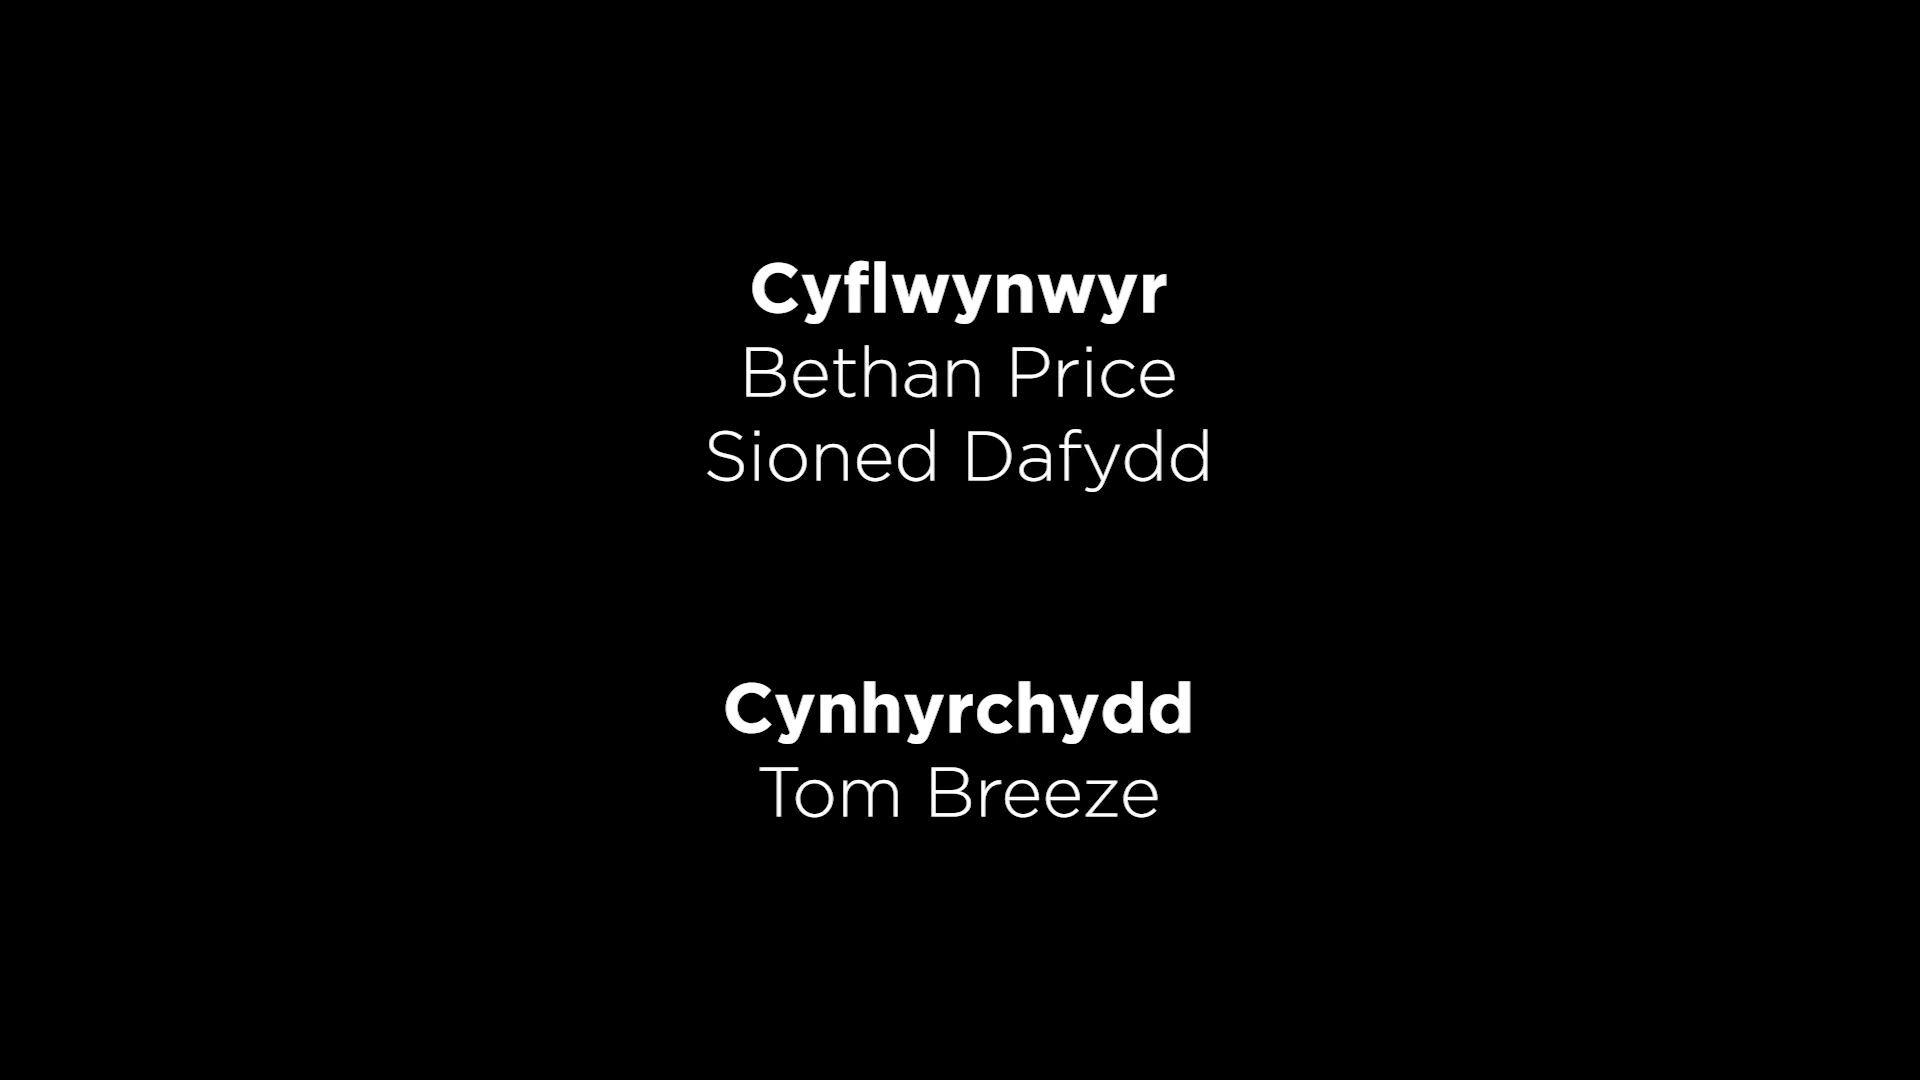 Cyflwynwyr
Bethan Price
Sioned Dafydd
Cynhyrchydd
Tom Breeze